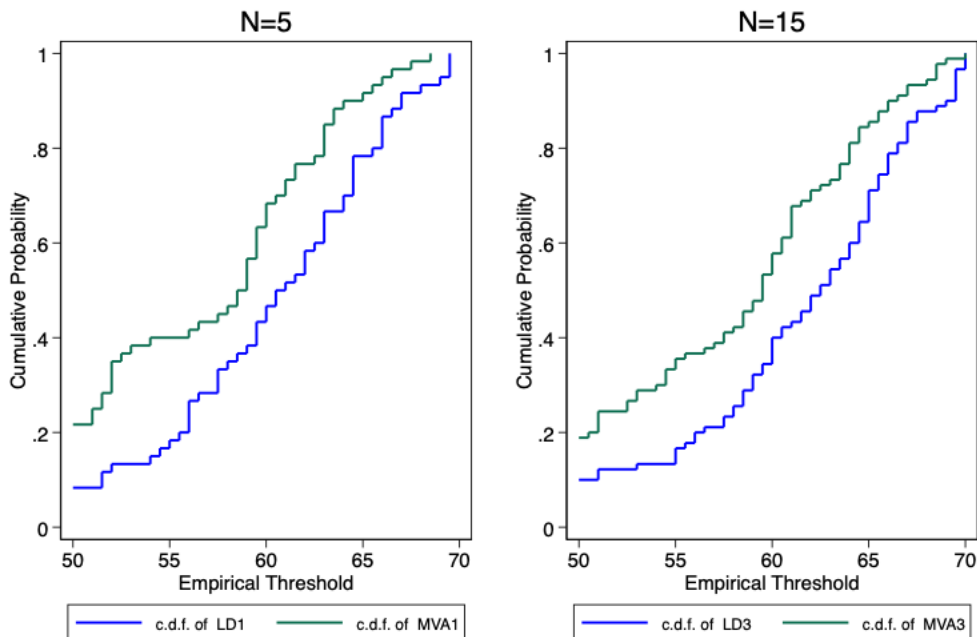 N=5
1
.8
.6
.4
.2
0
Cumulative Probability
50 55 60 65 70
Empirical Threshold
c.d.f. of LD1 c.d.f. of MVA1
N=15
1
.8
.6
.4
.2
0
Cumulative Probability
50 55 60 65 70
Empirical Threshold
c.d.f. of LD3 c.d.f. of MVA3